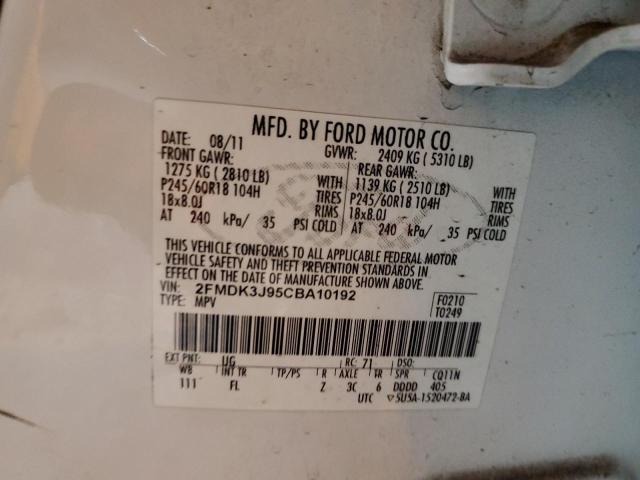 MFD. BY FORD MOTOR CO.
DATE: 08/11 GVWR: 2409 KG ( 5310 LB)
FRONT GAWR: REAR GAWR:
1275 KG ( 2810 LB) WITH 1139 KG ( 2510 LB) WITH
P245/60R18 104H TIRES P245/60R18 104H TIRES
18x8.0J RIMS 18x8.0J RIMS
AT 240 kPa/ 35 PSI COLD AT 240 kPa/ 35 PSI COLD
THIS VEHICLE CONFORMS TO ALL APPLICABLE FEDERAL MOTOR
VEHICLE SAFETY AND THEFT PREVENTION STANDARDS IN
EFFECT ON THE DATE OF MANUFACTURE SHOWN ABOVE.
VIN: 2FMDK3J95CBA10192 F0210
TYPE: MPV T0249
EXT PNT: UG RC: 71 DSO:
WB INT TR TP/PS R AXLE TR SPR CQ11N
111 FL Z 3C 6 DDDD 405
UTC ▽5U5A-1520472-BA